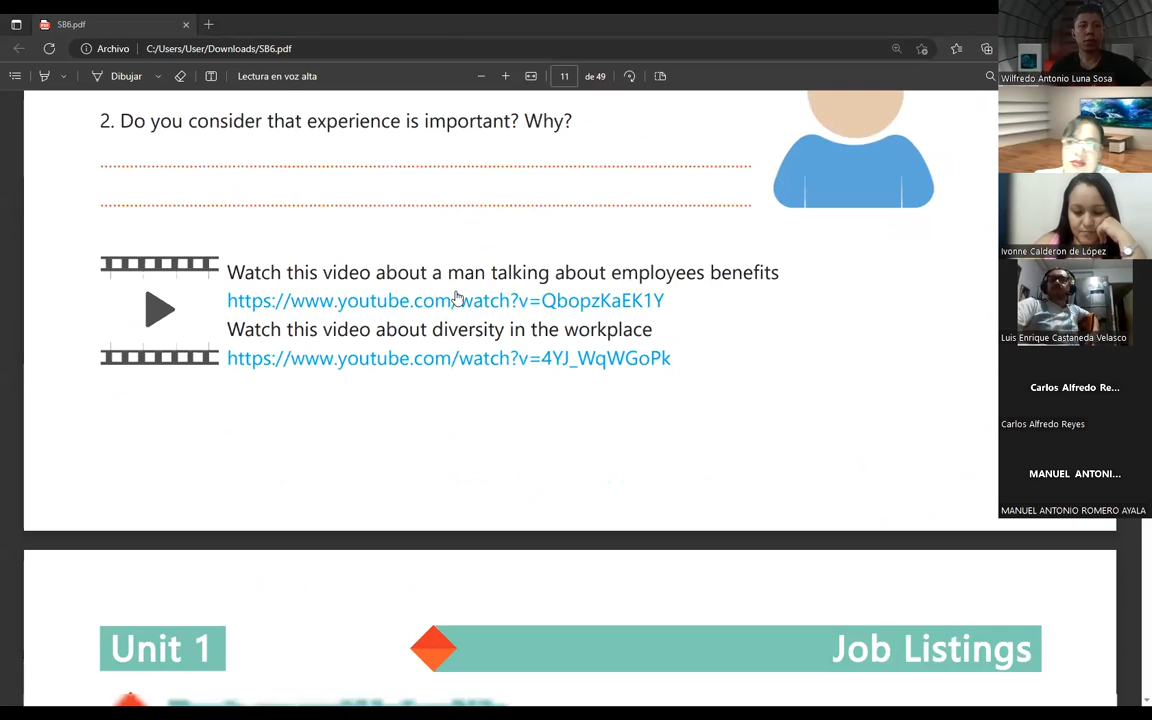 SB6.pdf
Archivo
C:/Users/User/Downloads/SB6.pdf
Dibujar
Lectura en voz alta
11
de 49
2. Do you consider that experience is important? Why?
Watch this video about a man talking about employees benefits
https://www.youtube.com/watch?v=QbopzKaEK1Y
Watch this video about diversity in the workplace
https://www.youtube.com/watch?v=4YJ_WqWGoPk
Unit 1
Job Listings
Wilfredo Antonio Luna Sosa
Ivonne Calderon de López
Luis Enrique Castaneda Velasco
Carlos Alfredo Re...
Carlos Alfredo Reyes
MANUEL ANTONI...
MANUEL ANTONIO ROMERO AYALA